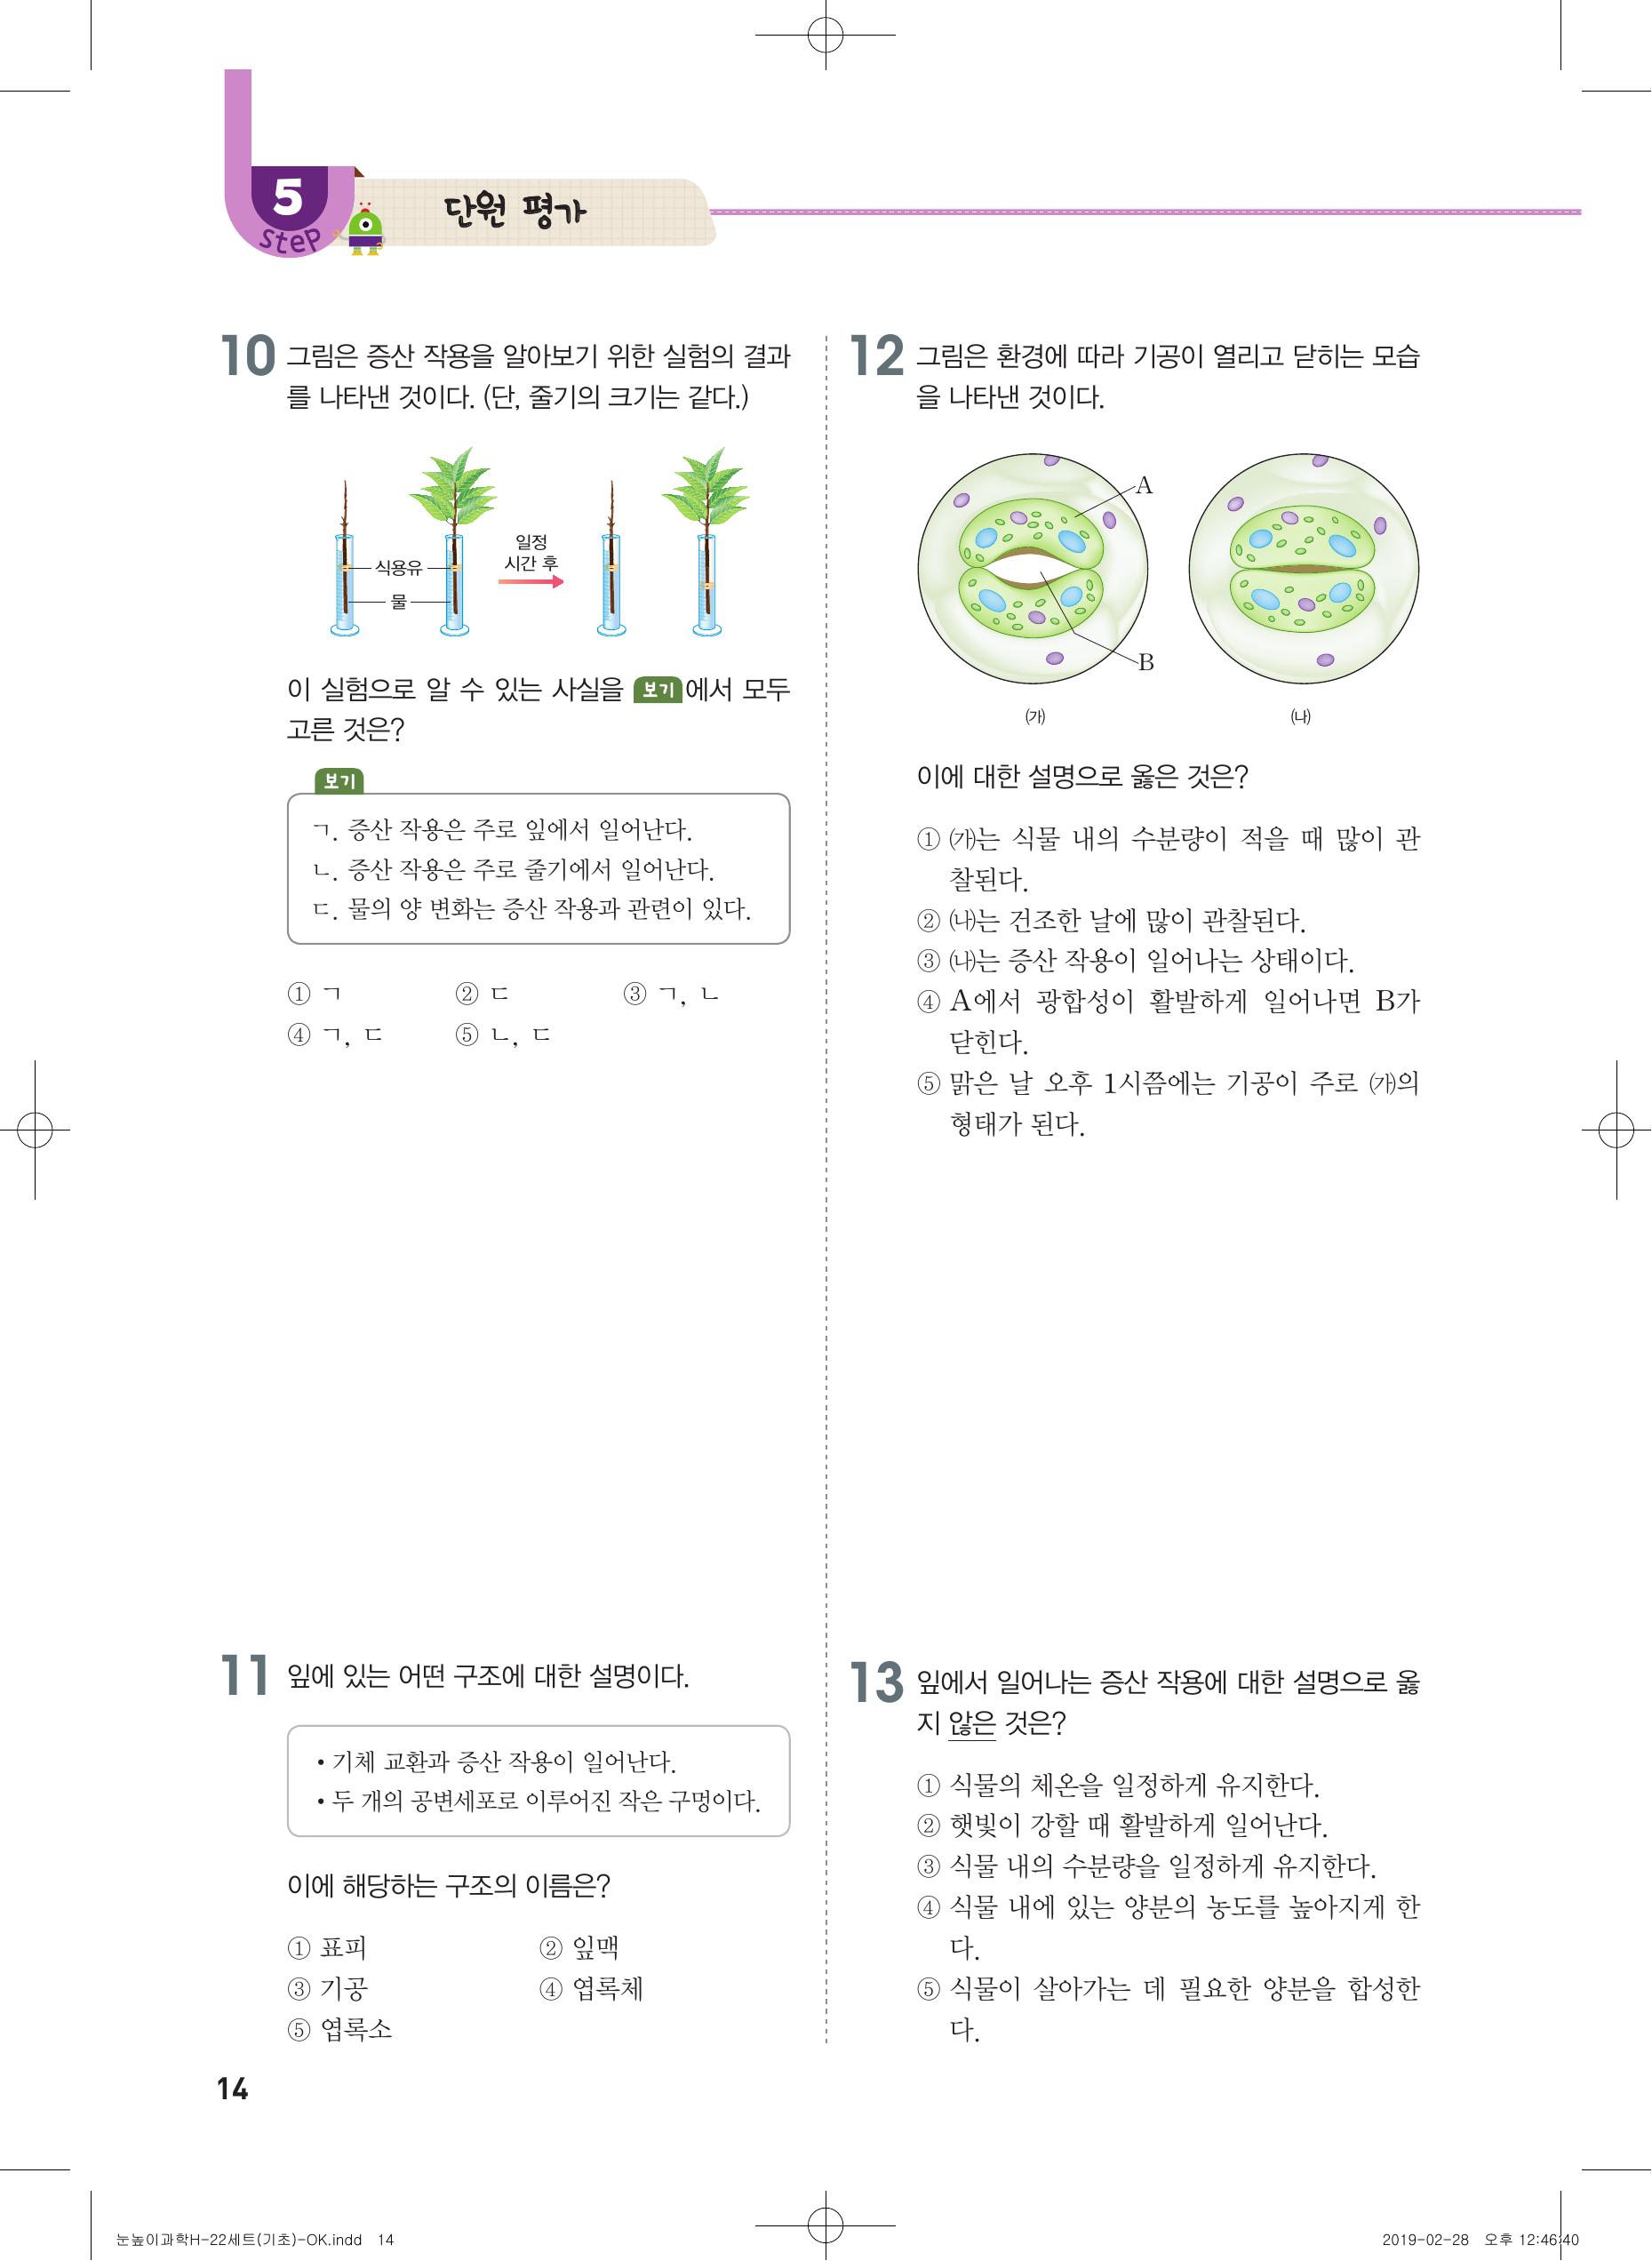 5
step
단원 평가
10 그림은 증산 작용을 알아보기 위한 실험의 결과
를 나타낸 것이다. (단, 줄기의 크기는 같다.)
식용유
물
일정
시간 후
이 실험으로 알 수 있는 사실을 보기 에서 모두
고른 것은?
보기
ㄱ. 증산 작용은 주로 잎에서 일어난다.
ㄴ. 증산 작용은 주로 줄기에서 일어난다.
ㄷ. 물의 양 변화는 증산 작용과 관련이 있다.
① ㄱ ② ㄷ ③ ㄱ, ㄴ
④ ㄱ, ㄷ ⑤ ㄴ, ㄷ
11 잎에 있는 어떤 구조에 대한 설명이다.
• 기체 교환과 증산 작용이 일어난다.
• 두 개의 공변세포로 이루어진 작은 구멍이다.
이에 해당하는 구조의 이름은?
① 표피 ② 잎맥
③ 기공 ④ 엽록체
⑤ 엽록소
12 그림은 환경에 따라 기공이 열리고 닫히는 모습
을 나타낸 것이다.
A
B
㈎ ㈏
이에 대한 설명으로 옳은 것은?
① ㈎는 식물 내의 수분량이 적을 때 많이 관
찰된다.
② ㈏는 건조한 날에 많이 관찰된다.
③ ㈏는 증산 작용이 일어나는 상태이다.
④ A에서 광합성이 활발하게 일어나면 B가
닫힌다.
⑤ 맑은 날 오후 1시쯤에는 기공이 주로 ㈎의
형태가 된다.
13 잎에서 일어나는 증산 작용에 대한 설명으로 옳
지 않은 것은?
① 식물의 체온을 일정하게 유지한다.
② 햇빛이 강할 때 활발하게 일어난다.
③ 식물 내의 수분량을 일정하게 유지한다.
④ 식물 내에 있는 양분의 농도를 높아지게 한
다.
⑤ 식물이 살아가는 데 필요한 양분을 합성한
다.
14
눈높이과학H-22세트(기초)-OK.indd 14
2019-02-28 오후 12:46:40